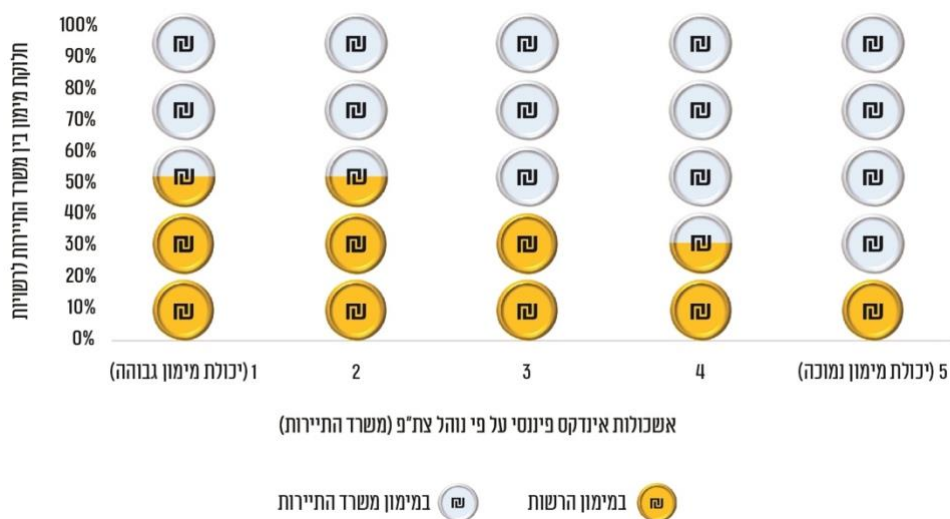 חלוקת מימון בין משרד התיירות לרשויות
100%
90%
80%
70%
60%
50%
40%
30%
20%
10%
0%
₪ ₪ ₪ ₪ ₪
₪ ₪ ₪ ₪ ₪
₪ ₪ ₪ ₪ ₪
₪ ₪ ₪ ₪ ₪
₪ ₪ ₪ ₪ ₪
1 (יכולת מימון גבוהה) 2 3 4 5 (יכולת מימון נמוכה)
אשכולות אינדקס פיננסי על פי נוהל צת"פ (משרד התיירות)
₪ במימון הרשות ₪ במימון משרד התיירות